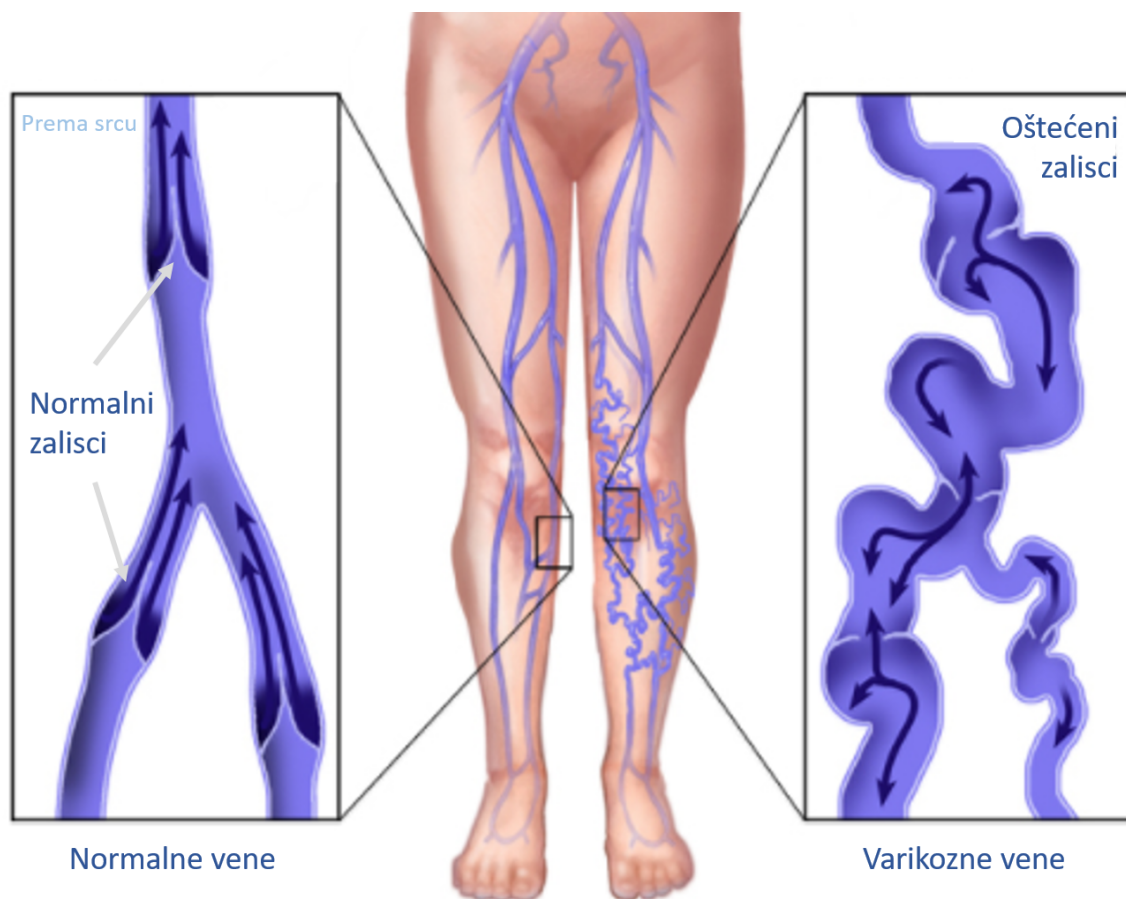 Prema srcu
Normalni
zalisci
Normalne vene
Oštećeni
zalisci
Varikozne vene